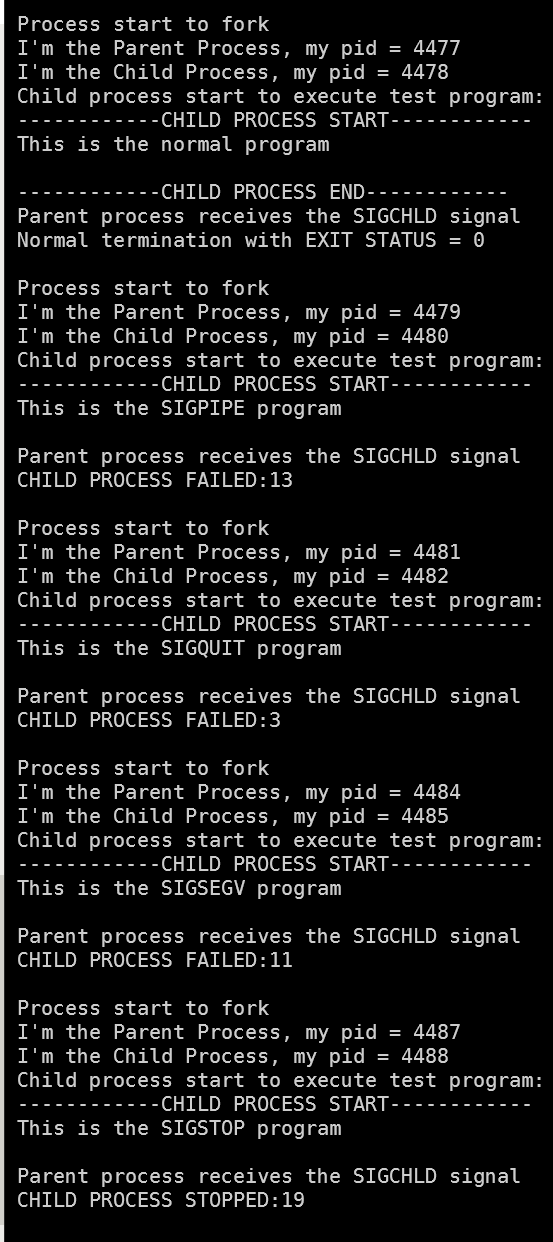 Process start to fork
I'm the Parent Process, my pid = 4477
I'm the Child Process, my pid = 4478
Child process start to execute test program:
------------CHILD PROCESS START------------
This is the normal program
------------CHILD PROCESS END------------
Parent process receives the SIGCHLD signal
Normal termination with EXIT STATUS = 0
Process start to fork
I'm the Parent Process, my pid = 4479
I'm the Child Process, my pid = 4480
Child process start to execute test program:
------------CHILD PROCESS START------------
This is the SIGPIPE program
Parent process receives the SIGCHLD signal
CHILD PROCESS FAILED:13
Process start to fork
I'm the Parent Process, my pid = 4481
I'm the Child Process, my pid = 4482
Child process start to execute test program:
------------CHILD PROCESS START------------
This is the SIGQUIT program
Parent process receives the SIGCHLD signal
CHILD PROCESS FAILED:3
Process start to fork
I'm the Parent Process, my pid = 4484
I'm the Child Process, my pid = 4485
Child process start to execute test program:
------------CHILD PROCESS START------------
This is the SIGSEGV program
Parent process receives the SIGCHLD signal
CHILD PROCESS FAILED:11
Process start to fork
I'm the Parent Process, my pid = 4487
I'm the Child Process, my pid = 4488
Child process start to execute test program:
------------CHILD PROCESS START------------
This is the SIGSTOP program
Parent process receives the SIGCHLD signal
CHILD PROCESS STOPPED:19